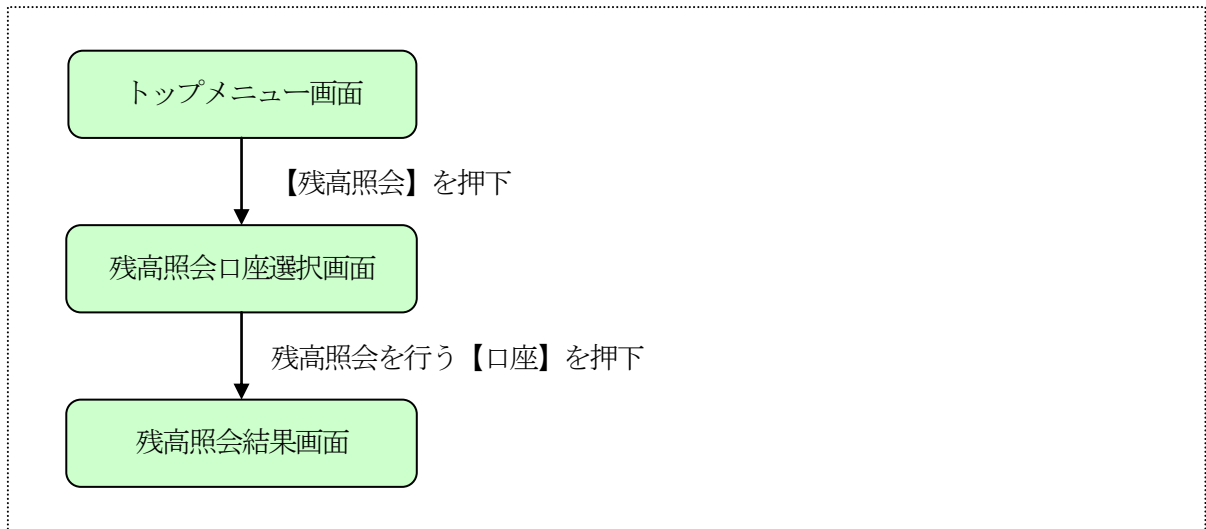 トップメニュー画面
【残高照会】を押下
残高照会口座選択画面
残高照会を行う【口座】を押下
残高照会結果画面